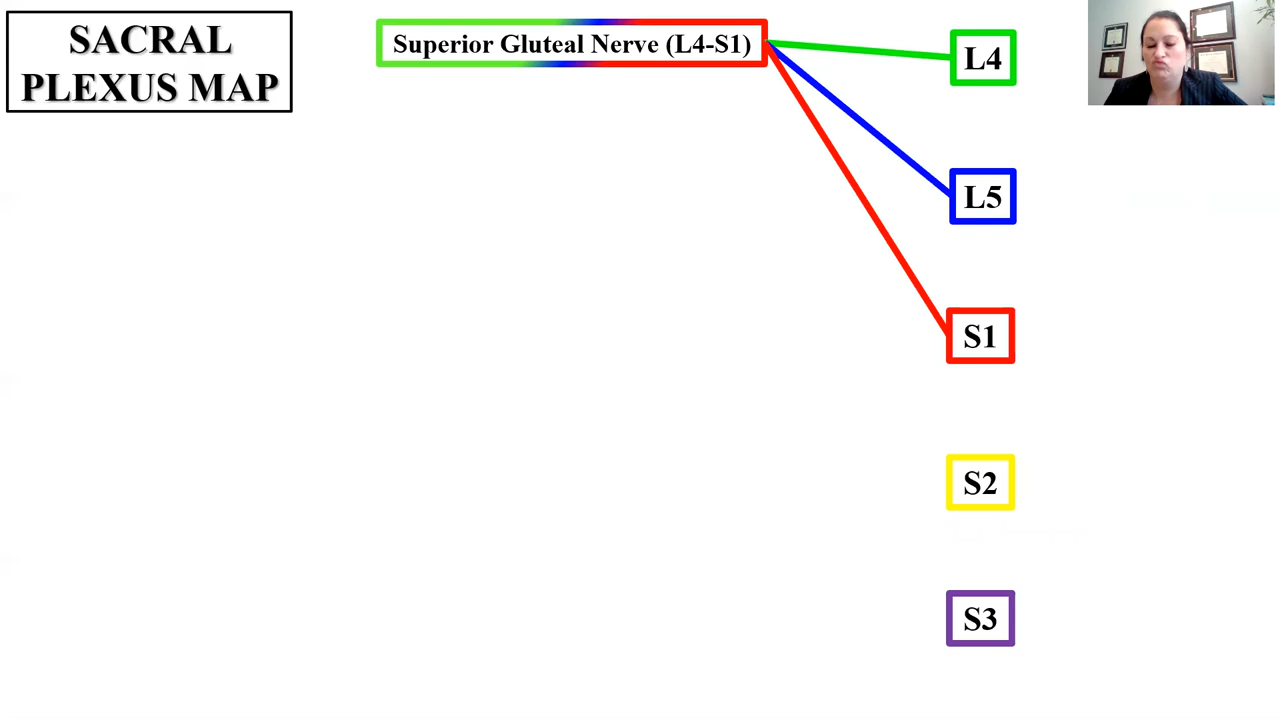 SACRAL
PLEXUS MAP
Superior Gluteal Nerve (L4-S1)
L4
L5
S1
S2
S3